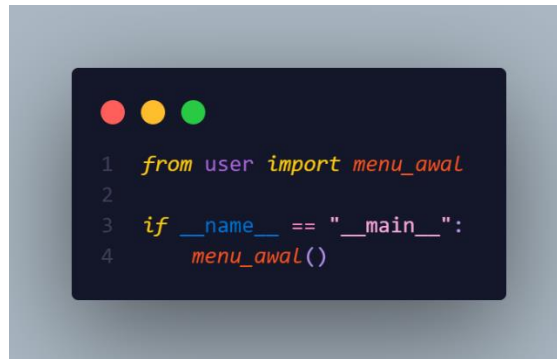 1 from user import menu_awal
2
3 if __name__ == "__main__":
4     menu_awal()